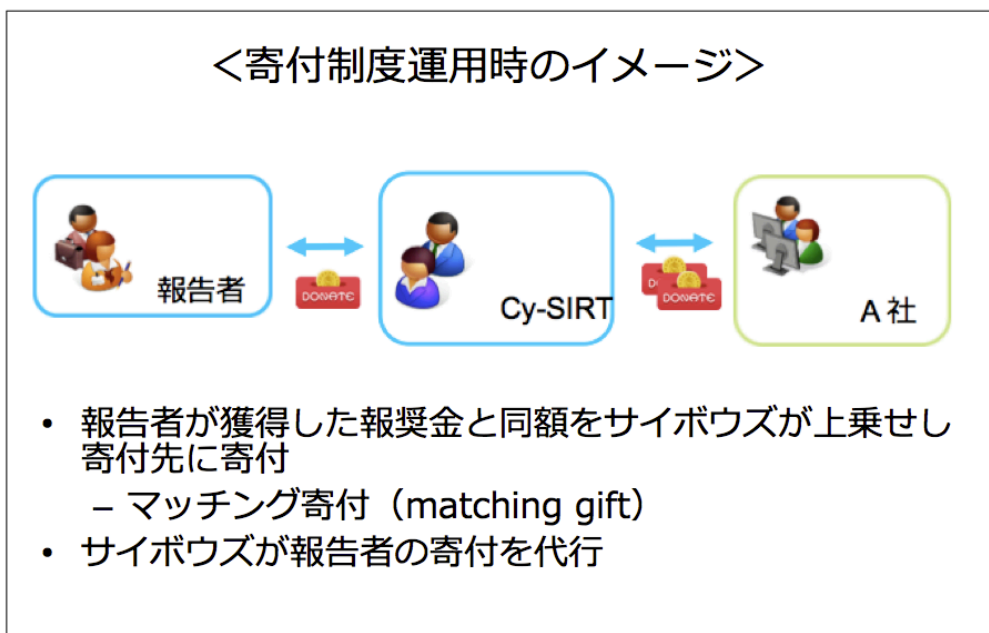 ＜寄付制度運用時のイメージ＞
報告者
DONATE
Cy-SIRT
DO
DONATE
A 社
• 報告者が獲得した報奨金と同額をサイボウズが上乗せし
寄付先に寄付
– マッチング寄付（matching gift）
• サイボウズが報告者の寄付を代行